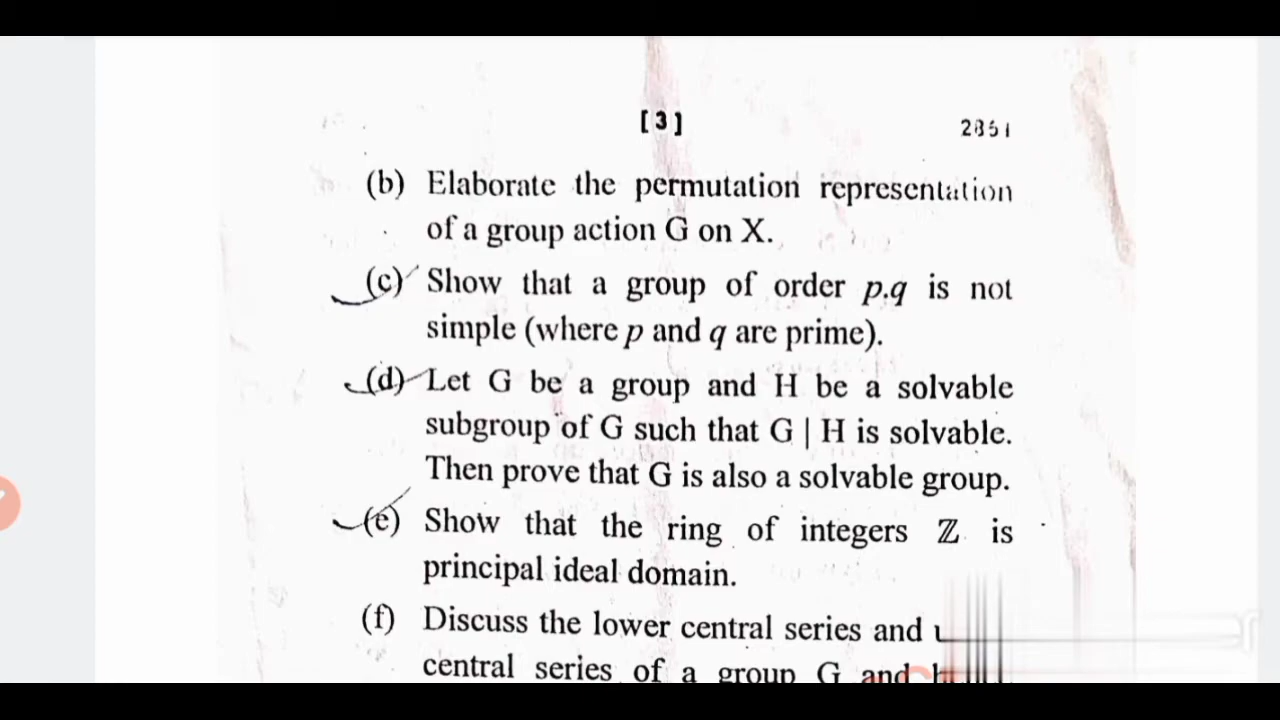 [3] 2861
(b) Elaborate the permutation representation
of a group action G on X.
(c) Show that a group of order p.q is not
simple (where p and q are prime).
(d) Let G be a group and H be a solvable
subgroup of G such that G | H is solvable.
Then prove that G is also a solvable group.
(e) Show that the ring of integers ℤ is
principal ideal domain.
(f) Discuss the lower central series and
central series of a group G and